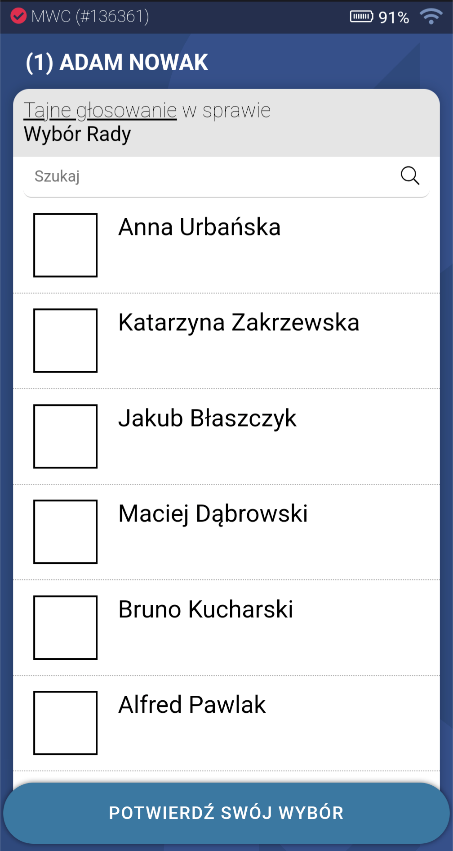 MWC (#136361) 91%
(1) ADAM NOWAK
Tajne głosowanie w sprawie
Wybór Rady
Szukaj
Anna Urbańska
Katarzyna Zakrzewska
Jakub Błaszczyk
Maciej Dąbrowski
Bruno Kucharski
Alfred Pawlak
POTWIERDŹ SWÓJ WYBÓR